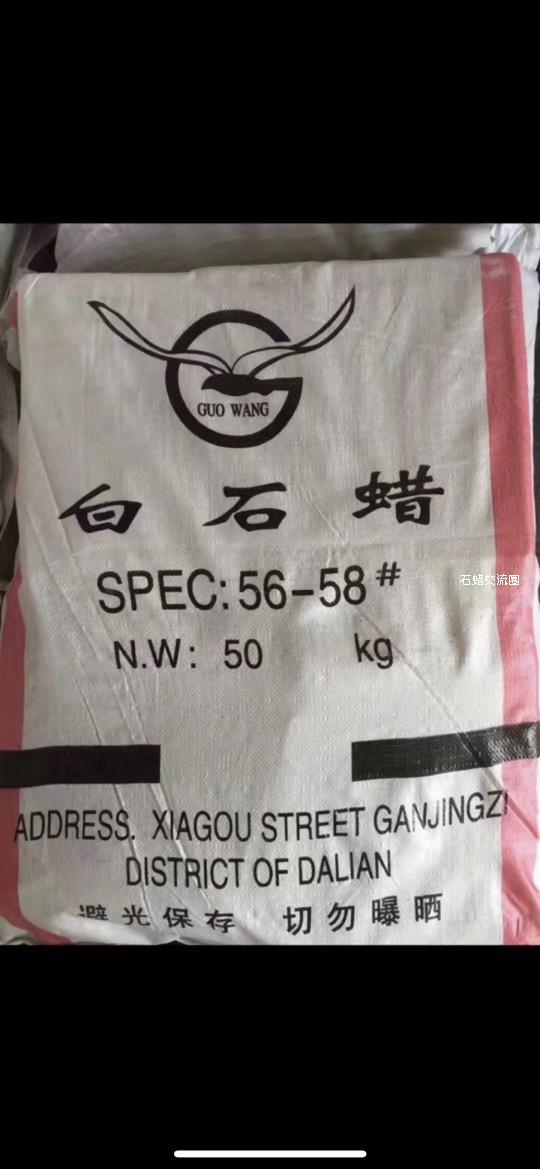 GUO WANG
白石蜡
SPEC: 56-58#
石蜡交流圈
N.W: 50 kg
ADDRESS. XIAGOU STREET GANJINGZI
DISTRICT OF DALIAN
避光保存 切勿曝晒